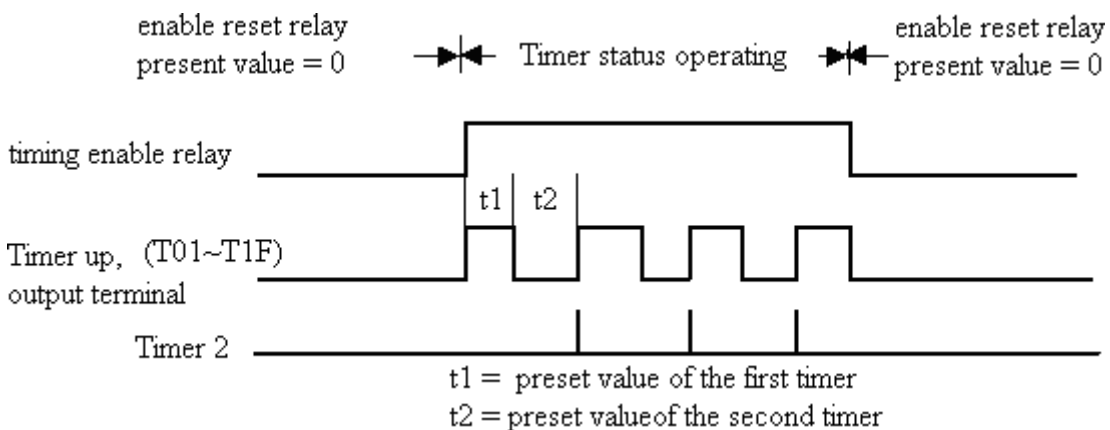 enable reset relay
present value = 0
Timer status operating
enable reset relay
present value = 0
timing enable relay
t1
t2
Timer up, (T01~T1F)
output terminal
Timer 2
t1 = preset value of the first timer
t2 = preset valueof the second timer